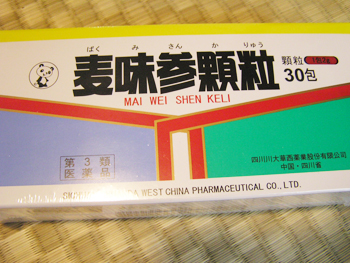 ばくみさんかりゅう
麦味参顆粒
顆粒
30包
MAI WEI SHEN KELI
第3類
医薬品
四川川大華西薬業股份有限公司
中国・四川省
WEST CHINA PHARMACEUTICAL CO., LTD.